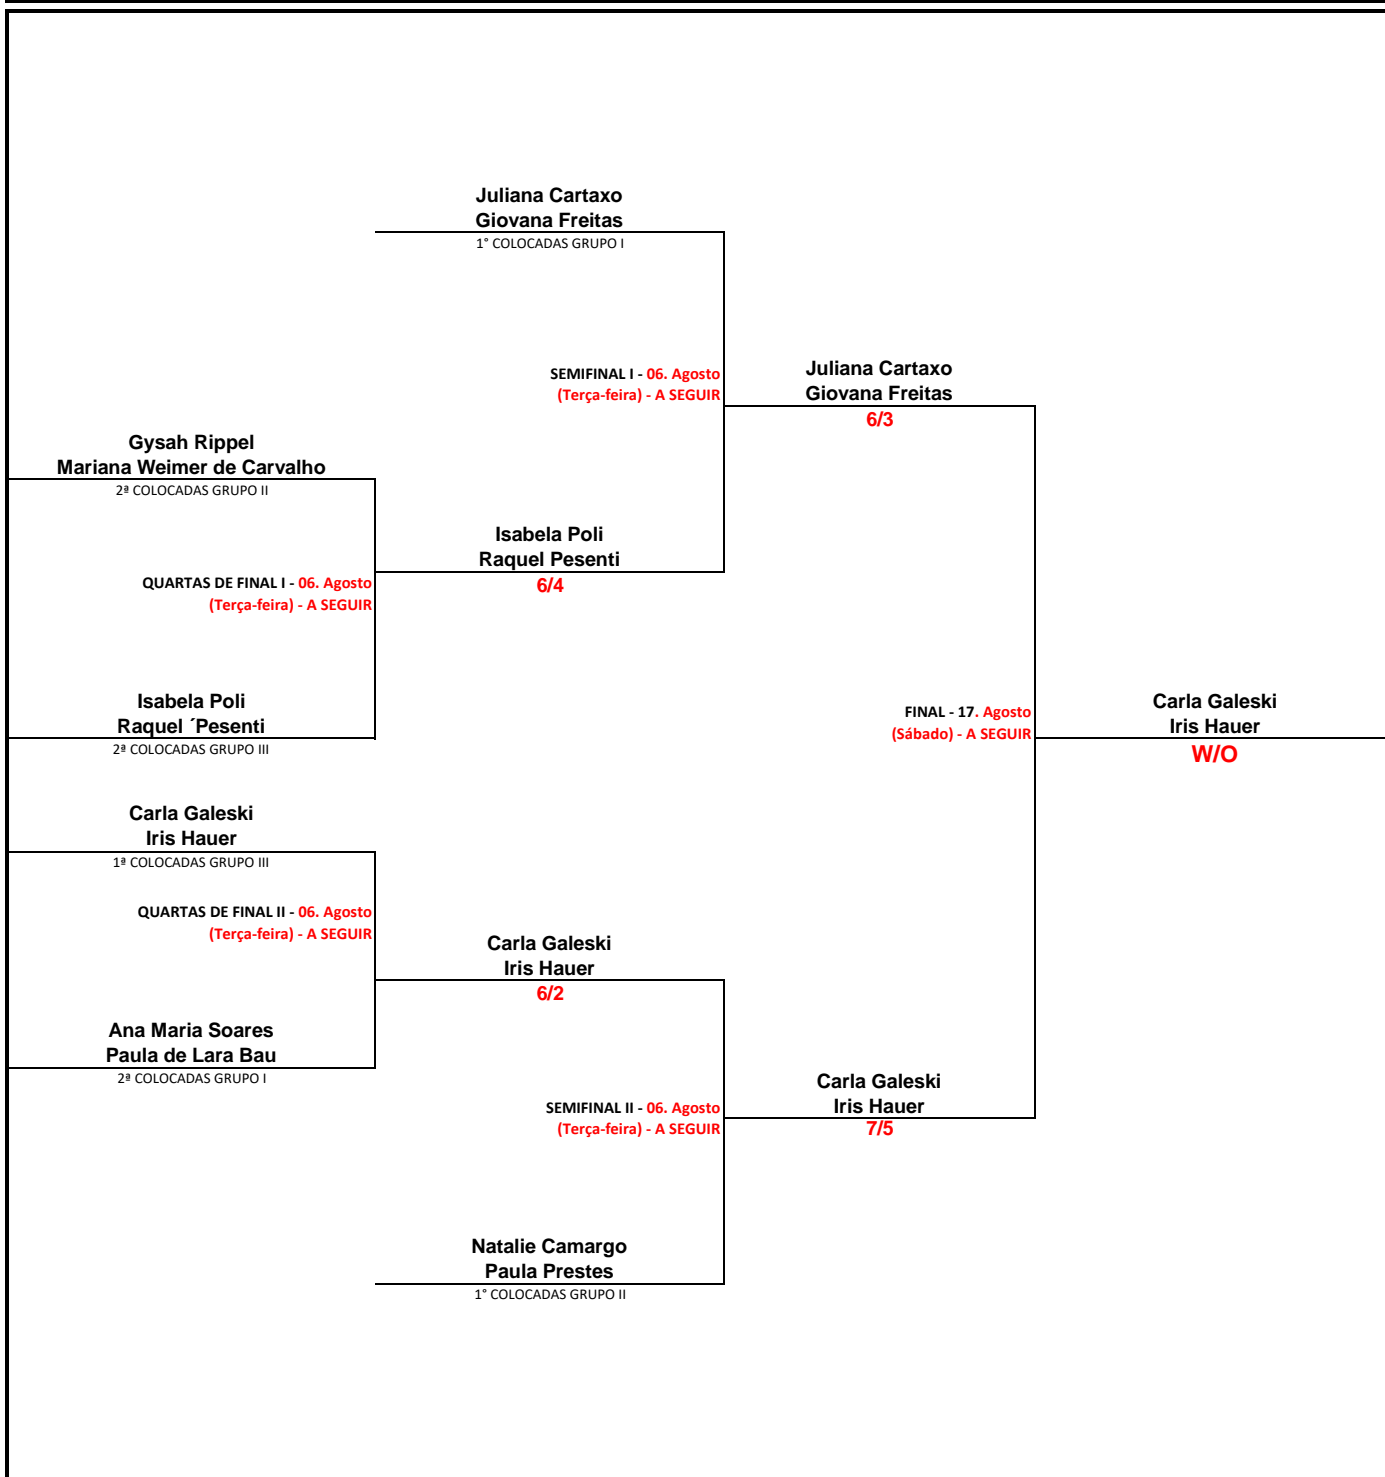 Juliana Cartaxo
Giovana Freitas
1° COLOCADAS GRUPO I
SEMIFINAL I - 06. Agosto
(Terça-feira) - A SEGUIR
Juliana Cartaxo
Giovana Freitas
6/3
Gysah Rippel
Mariana Weimer de Carvalho
2ª COLOCADAS GRUPO II
Isabela Poli
Raquel Pesenti
6/4
QUARTAS DE FINAL I - 06. Agosto
(Terça-feira) - A SEGUIR
Isabela Poli
Raquel ´Pesenti
2ª COLOCADAS GRUPO III
FINAL - 17. Agosto
(Sábado) - A SEGUIR
Carla Galeski
Iris Hauer
W/O
Carla Galeski
Iris Hauer
1ª COLOCADAS GRUPO III
QUARTAS DE FINAL II - 06. Agosto
(Terça-feira) - A SEGUIR
Carla Galeski
Iris Hauer
6/2
Ana Maria Soares
Paula de Lara Bau
2ª COLOCADAS GRUPO I
SEMIFINAL II - 06. Agosto
(Terça-feira) - A SEGUIR
Carla Galeski
Iris Hauer
7/5
Natalie Camargo
Paula Prestes
1° COLOCADAS GRUPO II